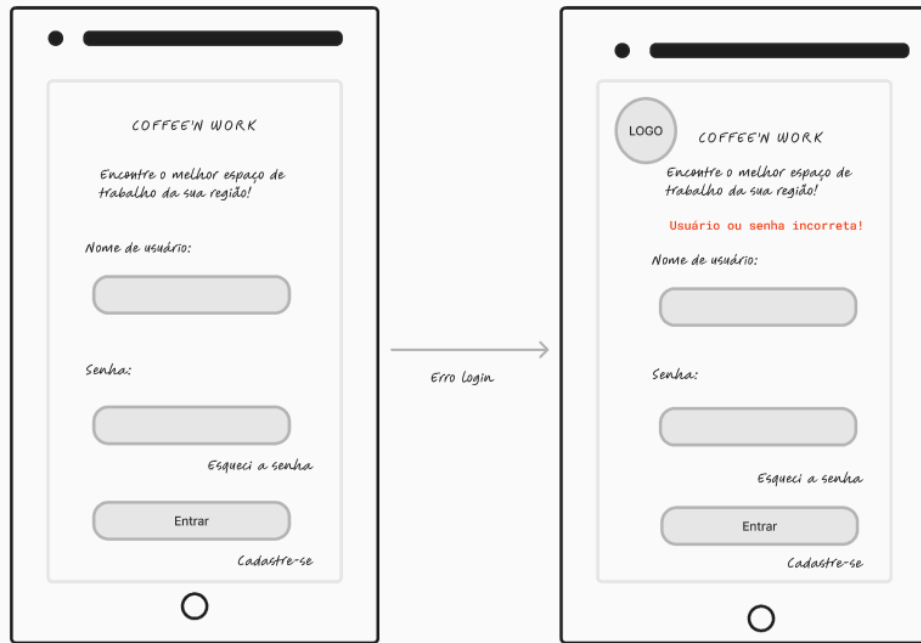 COFFEE'N WORK
Encontre o melhor espaço de
trabalho da sua região!
Nome de usuário:
Senha:
Esqueci a senha
Entrar
Cadastre-se
Erro login
LOGO
COFFEE'N WORK
Encontre o melhor espaço de
trabalho da sua região!
Usuário ou senha incorreta!
Nome de usuário:
Senha:
Esqueci a senha
Entrar
Cadastre-se